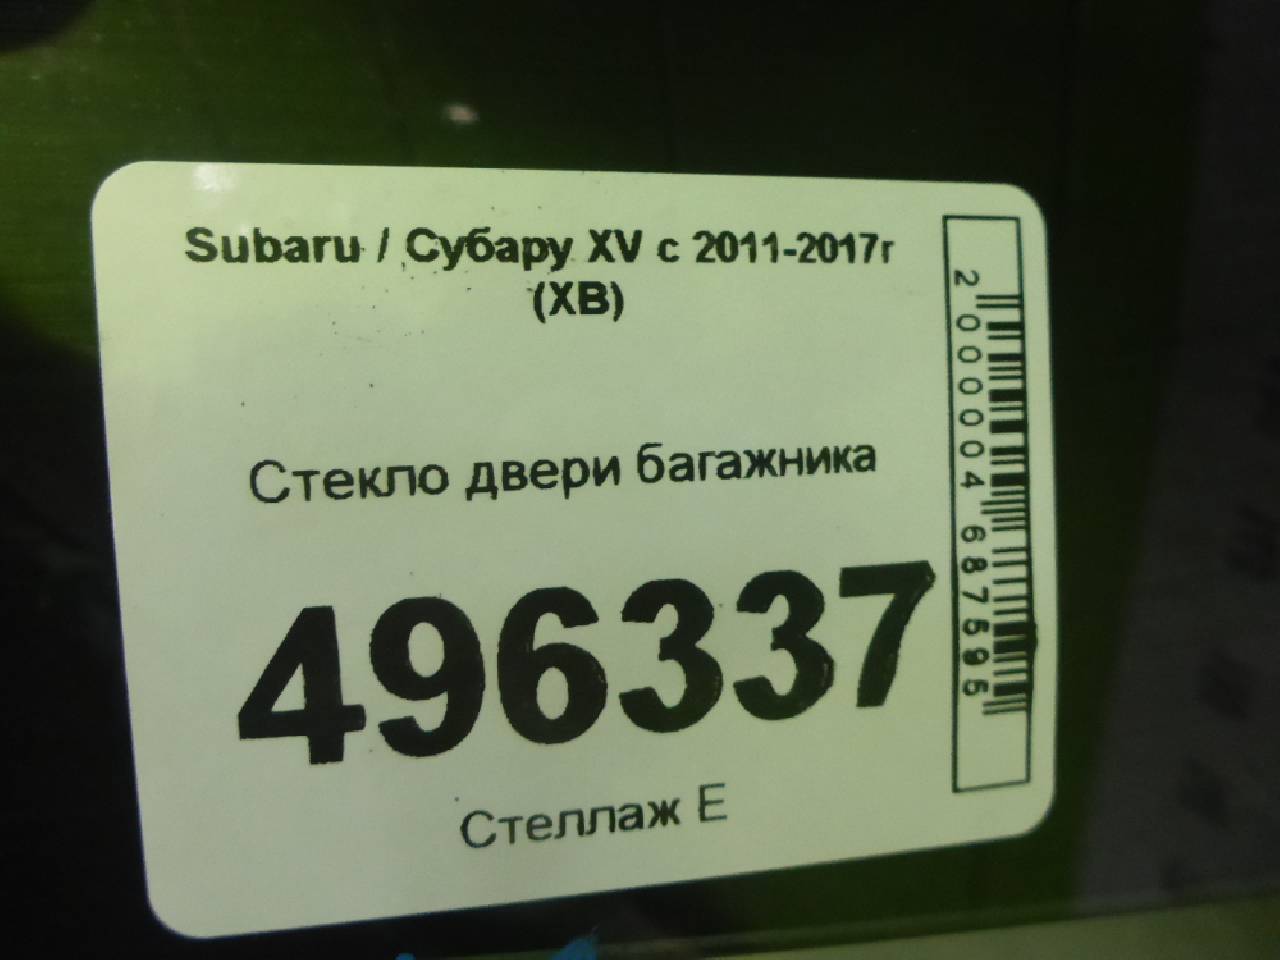 Subaru / Субару XV с 2011-2017г
(XB)
Стекло двери багажника
496337
Стеллаж Е
2000004687595